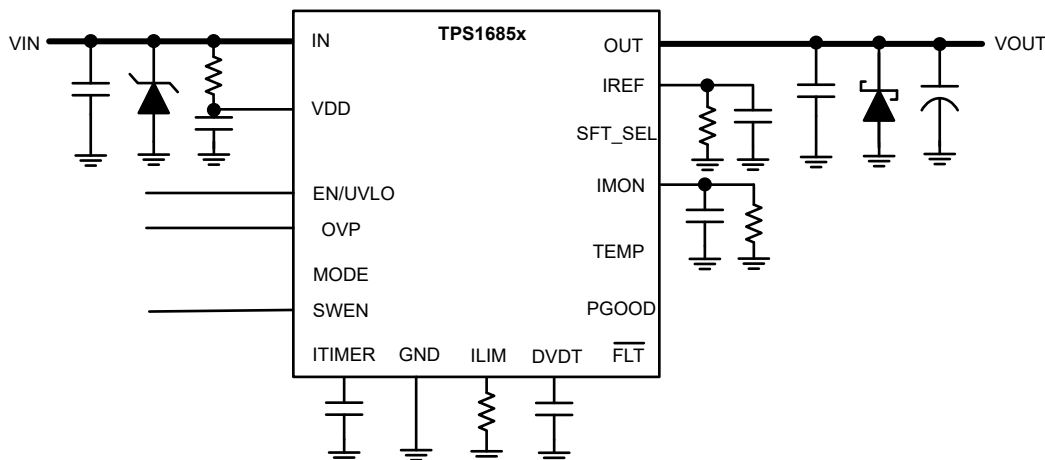 TPS1685x
VIN
IN
OUT
VOUT
IREF
VDD
SFT_SEL
EN/UVLO
IMON
OVP
TEMP
MODE
SWEN
PGOOD
ITIMER GND ILIM DVDT FLT